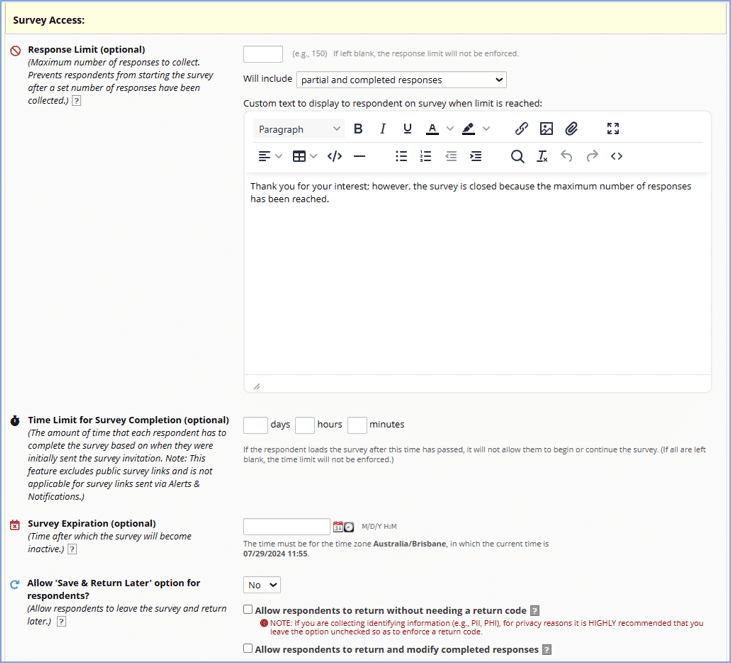 Survey Access:
Response Limit (optional)
(Maximum number of responses to collect.
Prevents respondents from starting the survey
after a set number of responses have been
collected.) ?
(e.g., 150) If left blank, the response limit will not be enforced.
Will include partial and completed responses
Custom text to display to respondent on survey when limit is reached:
Paragraph B I U A
Thank you for your interest; however, the survey is closed because the maximum number of responses
has been reached.
Time Limit for Survey Completion (optional)
(The amount of time that each respondent has to
complete the survey based on when they were
initially sent the survey invitation. Note: This
feature excludes public survey links and is not
applicable for survey links sent via Alerts &
Notifications.)
days hours minutes
If the respondent loads the survey after this time has passed, it will not allow them to begin or continue the survey. (If all are left
blank, the time limit will not be enforced.)
Survey Expiration (optional)
(Time after which the survey will become
inactive.) ?
M/D/Y H:M
The time must be for the time zone Australia/Brisbane, in which the current time is
07/29/2024 11:55.
Allow 'Save & Return Later' option for
respondents?
(Allow respondents to leave the survey and return
later.) ?
No
Allow respondents to return without needing a return code ?
NOTE: If you are collecting identifying information (e.g., PII, PHI), for privacy reasons it is HIGHLY recommended that you
leave the option unchecked so as to enforce a return code.
Allow respondents to return and modify completed responses ?